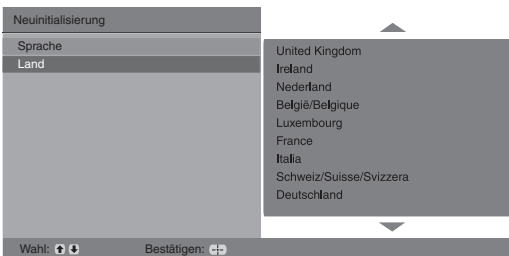 Neuinitialisierung
Sprache
Land
United Kingdom
Ireland
Nederland
België/Belgique
Luxembourg
France
Italia
Schweiz/Suisse/Svizzera
Deutschland
Wahl: Bestätigen: